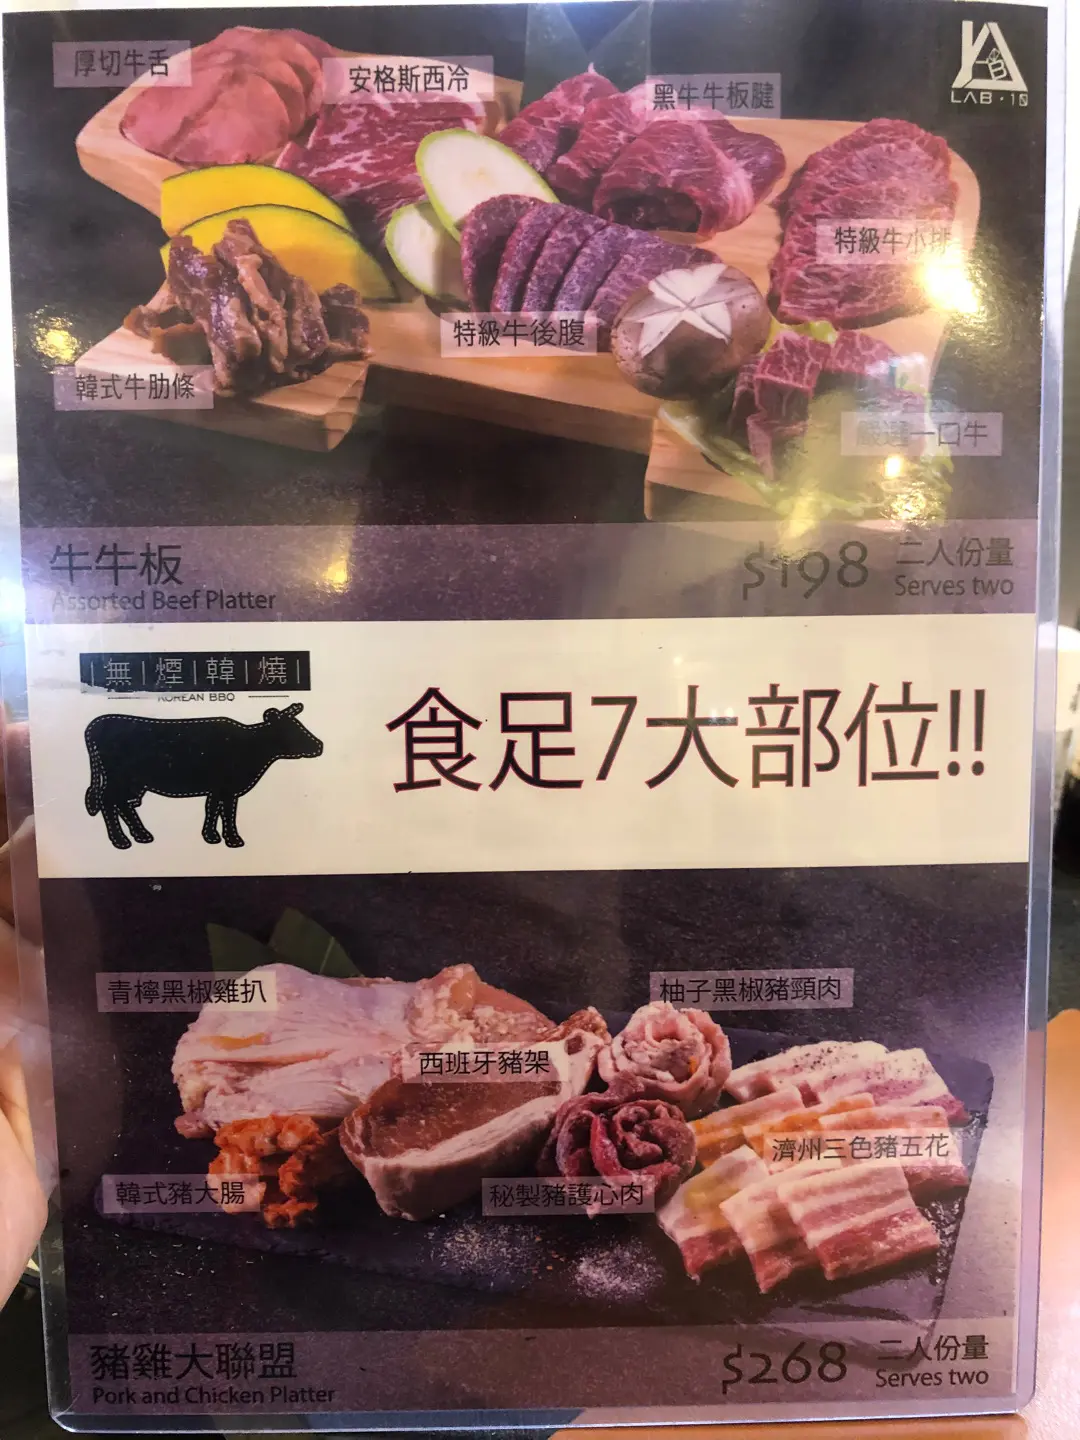 厚切牛舌
安格斯西冷
黑牛牛板腱
LAB·10
特級牛小排
特級牛後腹
韓式牛肋條
嚴選一口牛
牛牛板
Assorted Beef Platter
$198
二人份量
Serves two
無煙韓燒
KOREAN BBQ
食足7大部位!!
青檸黑椒雞扒
柚子黑椒豬頸肉
西班牙豬架
濟州三色豬五花
韓式豬大腸
秘製豬護心肉
豬雞大聯盟
Pork and Chicken Platter
$268
二人份量
Serves two